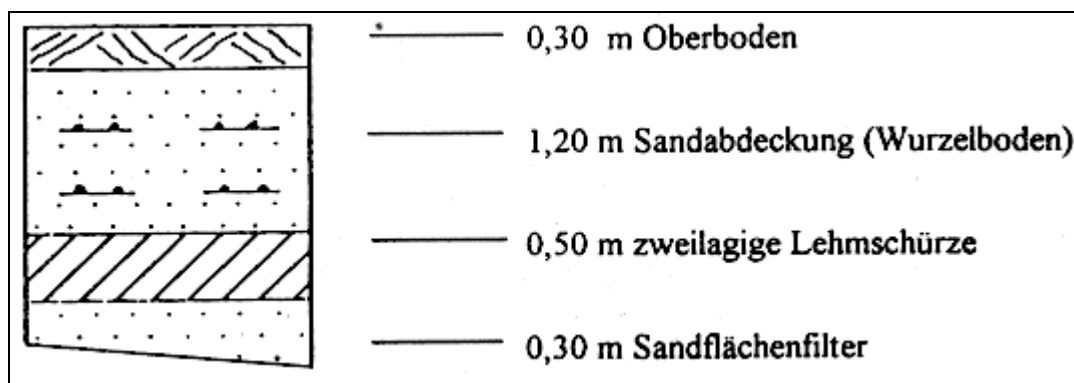 0,30 m Oberboden
1,20 m Sandabdeckung (Wurzelboden)
0,50 m zweilagige Lehmschürze
0,30 m Sandflächenfilter